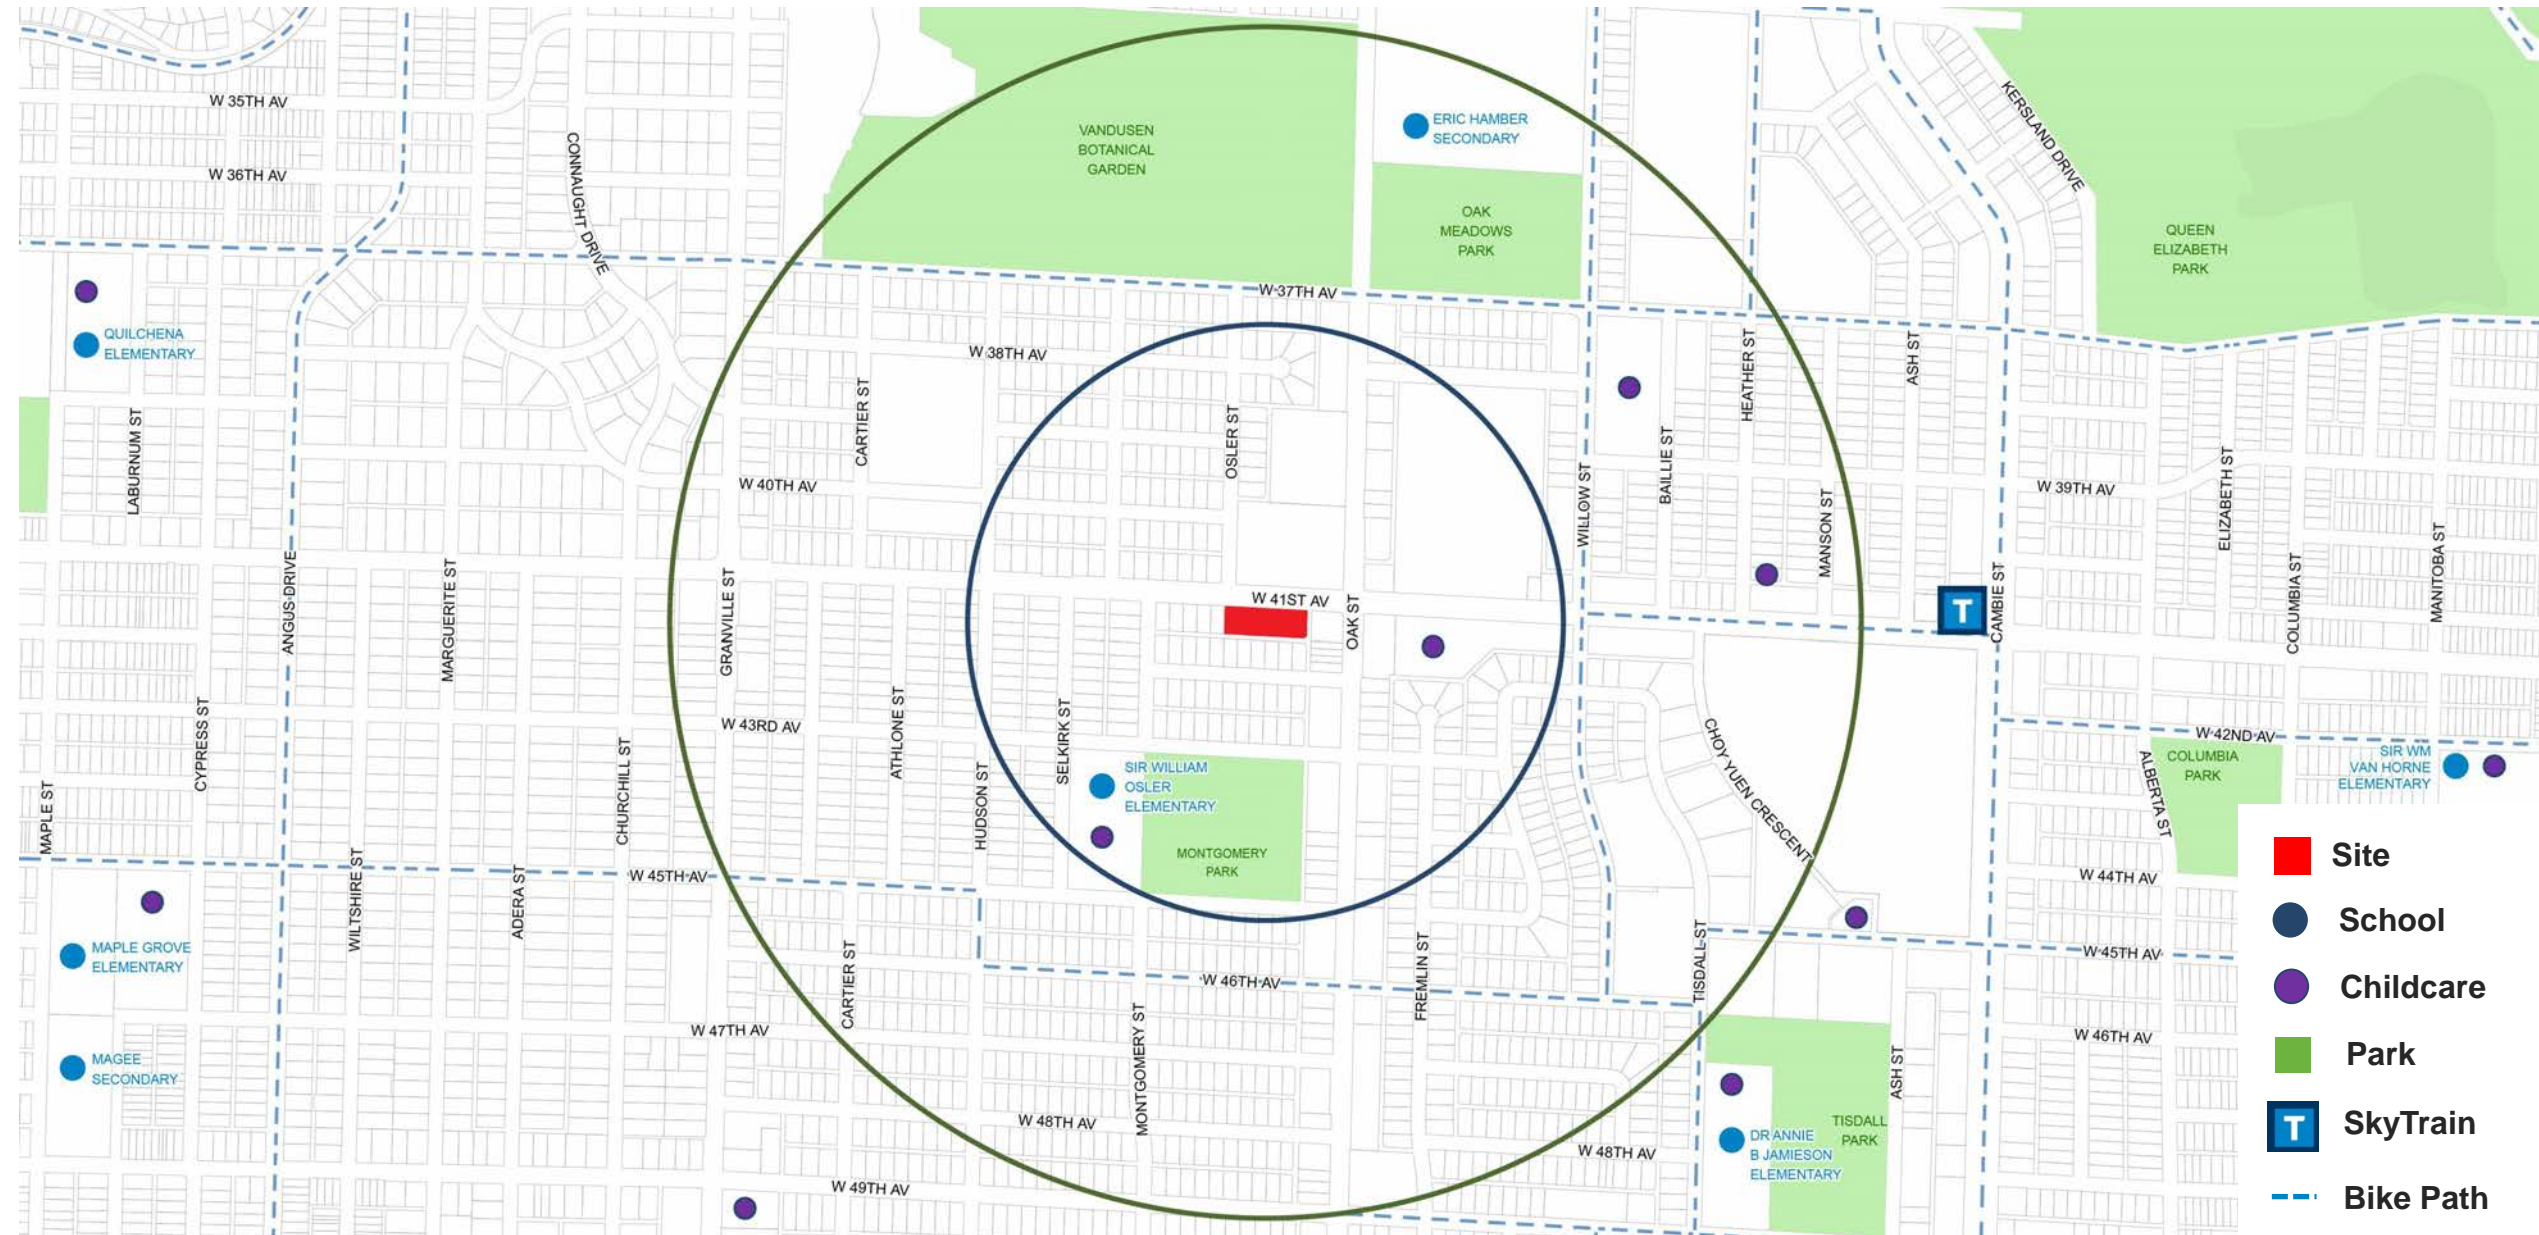 W 35TH AV
W 36TH AV
CONNAUGHT DRIVE
VANDUSEN
BOTANICAL
GARDEN
ERIC HAMBER
SECONDARY
OAK
MEADOWS
PARK
KERSLAND DRIVE
QUEEN
ELIZABETH
PARK
W 37TH AV
QUILCHENA
ELEMENTARY
W 38TH AV
HEATHER ST
ASH ST
LABURNUM ST
CARTIER ST
OSLER ST
BAILLIE ST
WILLOW ST
W 40TH AV
MANSON ST
W 39TH AV
ELIZABETH ST
ANGUS DRIVE
MARGUERITE ST
GRANVILLE ST
W 41ST AV
OAK ST
T
CAMBIE ST
COLUMBIA ST
MANITOBA ST
CYPRESS ST
ATHLONE ST
SELKIRK ST
W 43RD AV
CHOY YUEN CRESCENT
W 42ND AV
MAPLE ST
CHURCHILL ST
HUDSON ST
SIR WILLIAM
OSLER
ELEMENTARY
ALBERTA ST
COLUMBIA
PARK
SIR WM
VAN HORNE
ELEMENTARY
MONTGOMERY
PARK
WILTSHIRE ST
ADERA ST
W 45TH AV
W 44TH AV
MAPLE GROVE
ELEMENTARY
CARTIER ST
FREMLIN ST
TISDALL ST
W 45TH AV
W 46TH AV
W 47TH AV
MONTGOMERY ST
W 46TH AV
MAGEE
SECONDARY
W 48TH AV
ASH ST
TISDALL
PARK
W 48TH AV
DR ANNIE
B JAMIESON
ELEMENTARY
W 49TH AV
Site
School
Childcare
Park
T SkyTrain
Bike Path